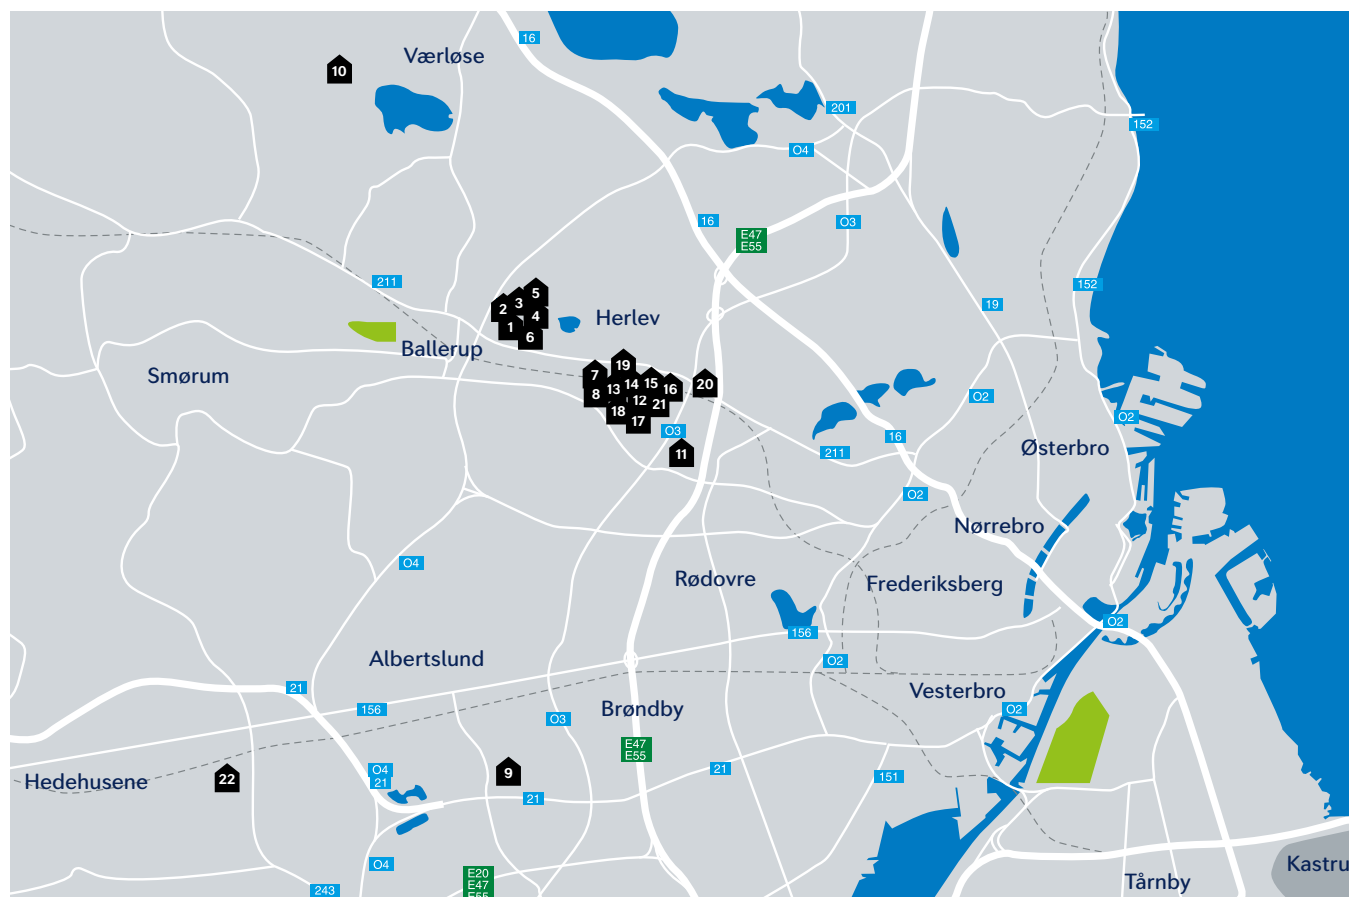 16
Værløse
10
201
152
O4
16
O3
E47
E55
211
152
5
3
2
19
4
Herlev
1
6
Ballerup
19
Smørum
7
14
15
20
13
16
8
O2
12
21
18
O2
17
O3
16
Østerbro
211
11
O2
Nørrebro
O4
Rødovre
Frederiksberg
O2
156
Albertslund
O2
21
Vesterbro
156
Brøndby
O2
O3
E47
E55
O4
21
9
151
Hedehusene
22
21
21
O4
Kastru
E20
E47
E55
Tårnby
243